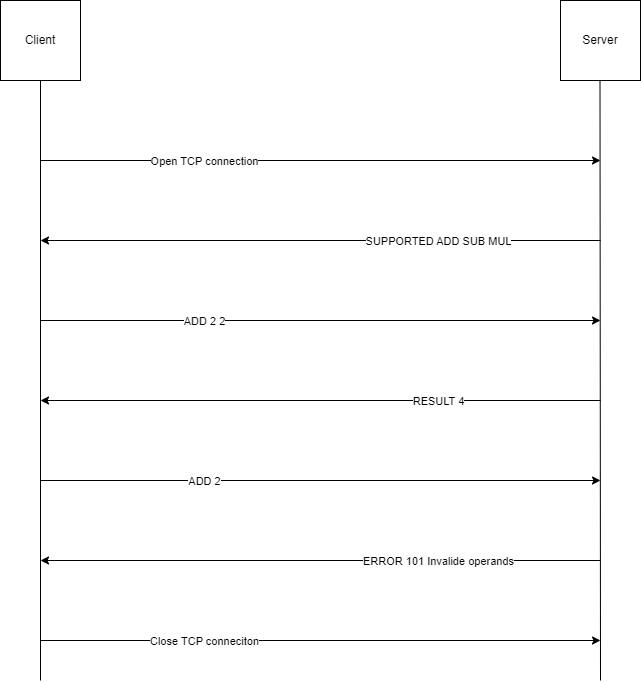 Client
Server
Open TCP connection
SUPPORTED ADD SUB MUL
ADD 2 2
RESULT 4
ADD 2
ERROR 101 Invalide operands
Close TCP conneciton